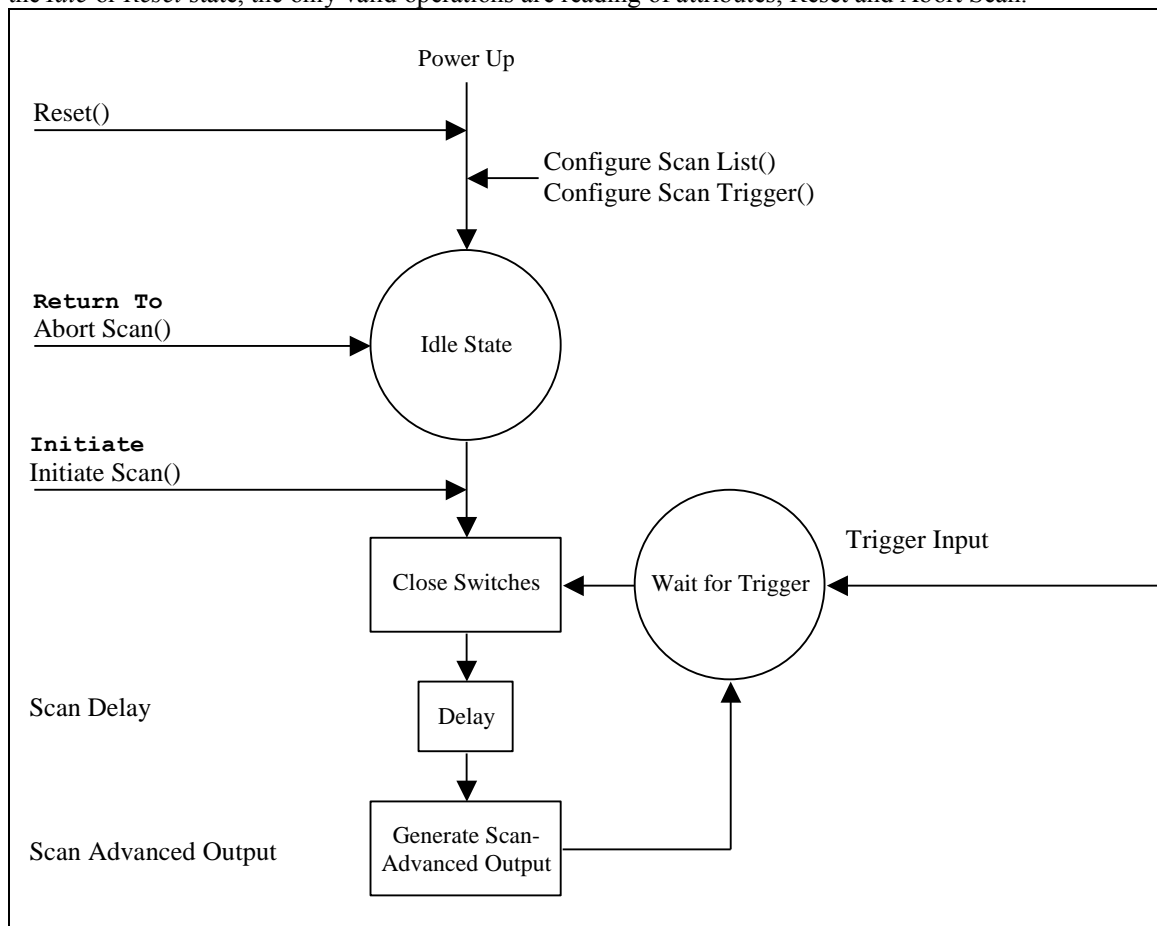 the Idle or Reset state, the only valid operations are reading of attributes, Reset and Abort Scan.
Power Up
Reset()
Configure Scan List()
Configure Scan Trigger()
Return To
Abort Scan()
Idle State
Initiate
Initiate Scan()
Trigger Input
Close Switches
Wait for Trigger
Scan Delay
Delay
Scan Advanced Output
Generate Scan-
Advanced Output